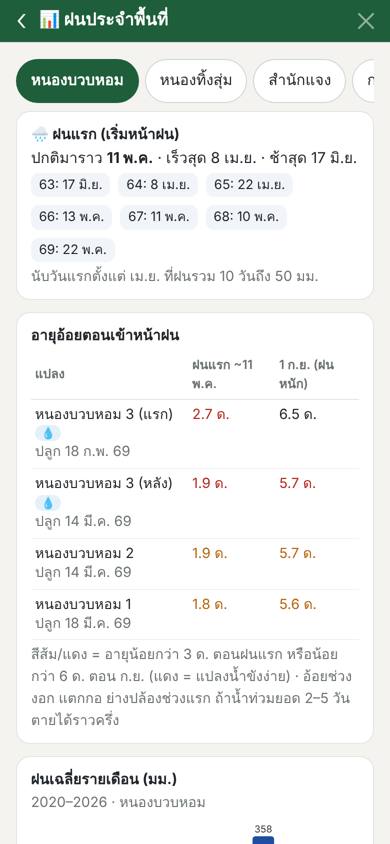 📊 ฝนประจำพื้นที่
หนองบวบหอม หนองทิ้งสุ่ม สำนักแจง
🌧️ ฝนแรก (เริ่มหน้าฝน)
ปกติมาราว 11 พ.ค. · เร็วสุด 8 เม.ย. · ช้าสุด 17 มิ.ย.
63: 17 มิ.ย. 64: 8 เม.ย. 65: 22 เม.ย.
66: 13 พ.ค. 67: 11 พ.ค. 68: 10 พ.ค.
69: 22 พ.ค.
นับวันแรกตั้งแต่ เม.ย. ที่ฝนรวม 10 วันถึง 50 มม.
อายุอ้อยตอนเข้าหน้าฝน
แปลง ฝนแรก ~11 พ.ค. 1 ก.ย. (ฝนหนัก)
หนองบวบหอม 3 (แรก) 2.7 ด. 6.5 ด.
💧
ปลูก 18 ก.พ. 69
หนองบวบหอม 3 (หลัง) 1.9 ด. 5.7 ด.
💧
ปลูก 14 มี.ค. 69
หนองบวบหอม 2 1.9 ด. 5.7 ด.
ปลูก 14 มี.ค. 69
หนองบวบหอม 1 1.8 ด. 5.6 ด.
ปลูก 18 มี.ค. 69
สีส้ม/แดง = อายุน้อยกว่า 3 ด. ตอนฝนแรก หรือน้อย
กว่า 6 ด. ตอน ก.ย. (แดง = แปลงน้ำขังง่าย) · อ้อยช่วง
งอก แตกกอ ย่างปล้องช่วงแรก ถ้าน้ำท่วมยอด 2–5 วัน
ตายได้ราวครึ่ง
ฝนเฉลี่ยรายเดือน (มม.)
2020–2026 · หนองบวบหอม
358